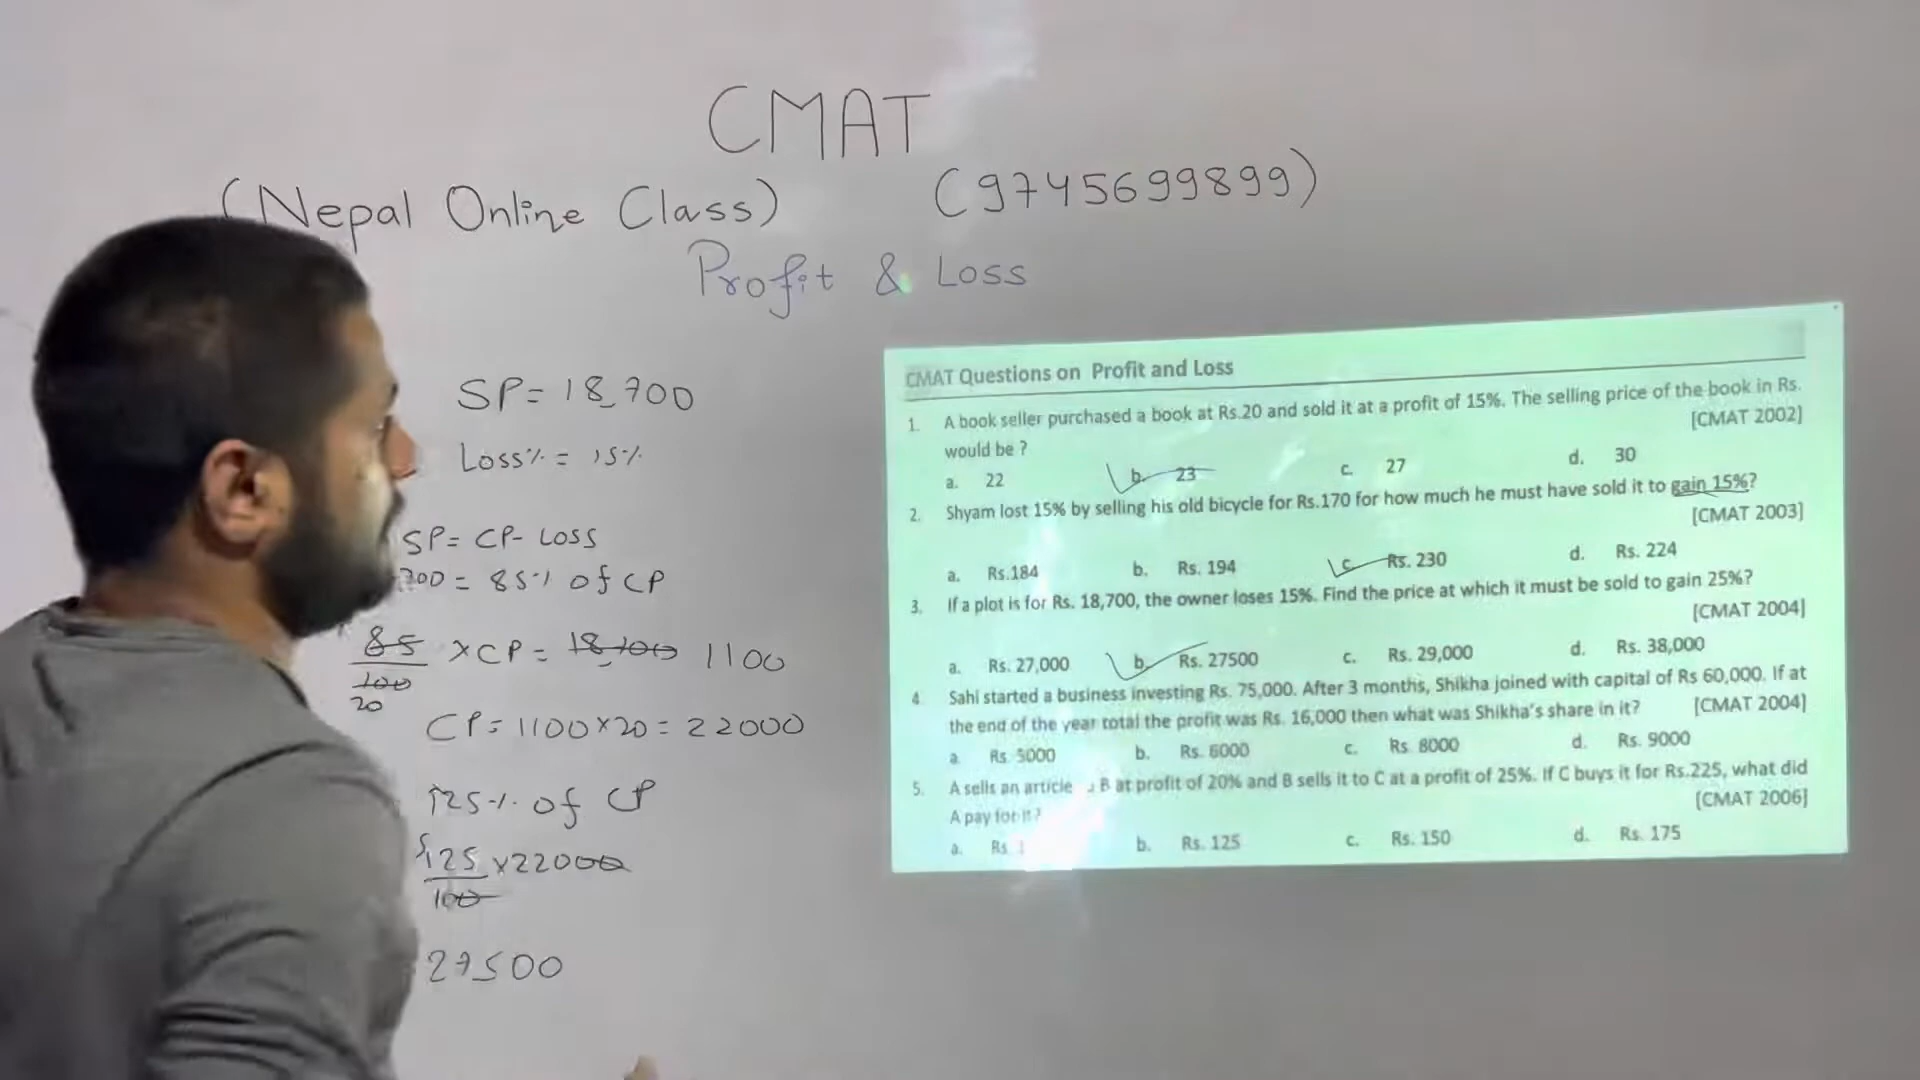 CMAT
(Nepal Online Class) (9745699899)
Profit & Loss
SP= 18,700
Loss% = 15%
SP= CP- LOSS
700 = 85% of CP
85/100 × CP = 18,700 1100
20
CP= 1100×20 = 22000
125% of CP
5
125/100 ×22000
27500
CMAT Questions on Profit and Loss
1. A book seller purchased a book at Rs.20 and sold it at a profit of 15%. The selling price of the book in Rs.
would be ? [CMAT 2002]
a. 22 b. 23 c. 27 d. 30
2. Shyam lost 15% by selling his old bicycle for Rs.170 for how much he must have sold it to gain 15%?
[CMAT 2003]
a. Rs.184 b. Rs. 194 c. Rs. 230 d. Rs. 224
3. If a plot is for Rs. 18,700, the owner loses 15%. Find the price at which it must be sold to gain 25%?
[CMAT 2004]
a. Rs. 27,000 b. Rs. 27500 c. Rs. 29,000 d. Rs. 38,000
4 Sahi started a business investing Rs. 75,000. After 3 months, Shikha joined with capital of Rs 60,000. If at
the end of the year total the profit was Rs. 16,000 then what was Shikha's share in it? [CMAT 2004]
a Rs. 5000 b. Rs. 6000 c. Rs 8000 d. Rs. 9000
5. A sells an article B at profit of 20% and B sells it to C at a profit of 25%. If C buys it for Rs.225, what did
A pay for it? [CMAT 2006]
a. Rs. b. Rs. 125 c. Rs. 150 d. Rs. 175